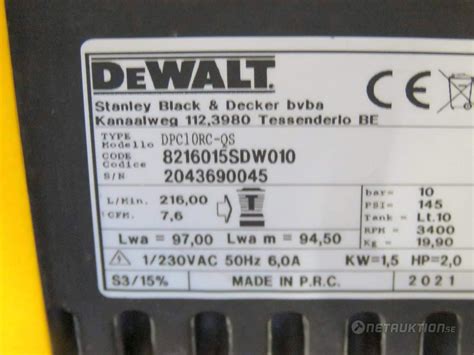 DEWALT
Stanley Black & Decker bvba
Kanaalweg 112,3980 Tessenderlo BE
CE
TYPE Modello DPC10RC-QS
CODE Codice 8216015SDW010
S/N 2043690045
L/Min. 216,00
CFM. 7,6
bar= 10
PSI= 145
Tank = Lt.10
RPM = 3400
Kg = 19,90
Lwa = 97,00 Lwa m = 94,50
1/230VAC 50Hz 6,0A KW=1,5 HP=2,0
S3/15% MADE IN P.R.C. 2021
NETRUKTION.SE